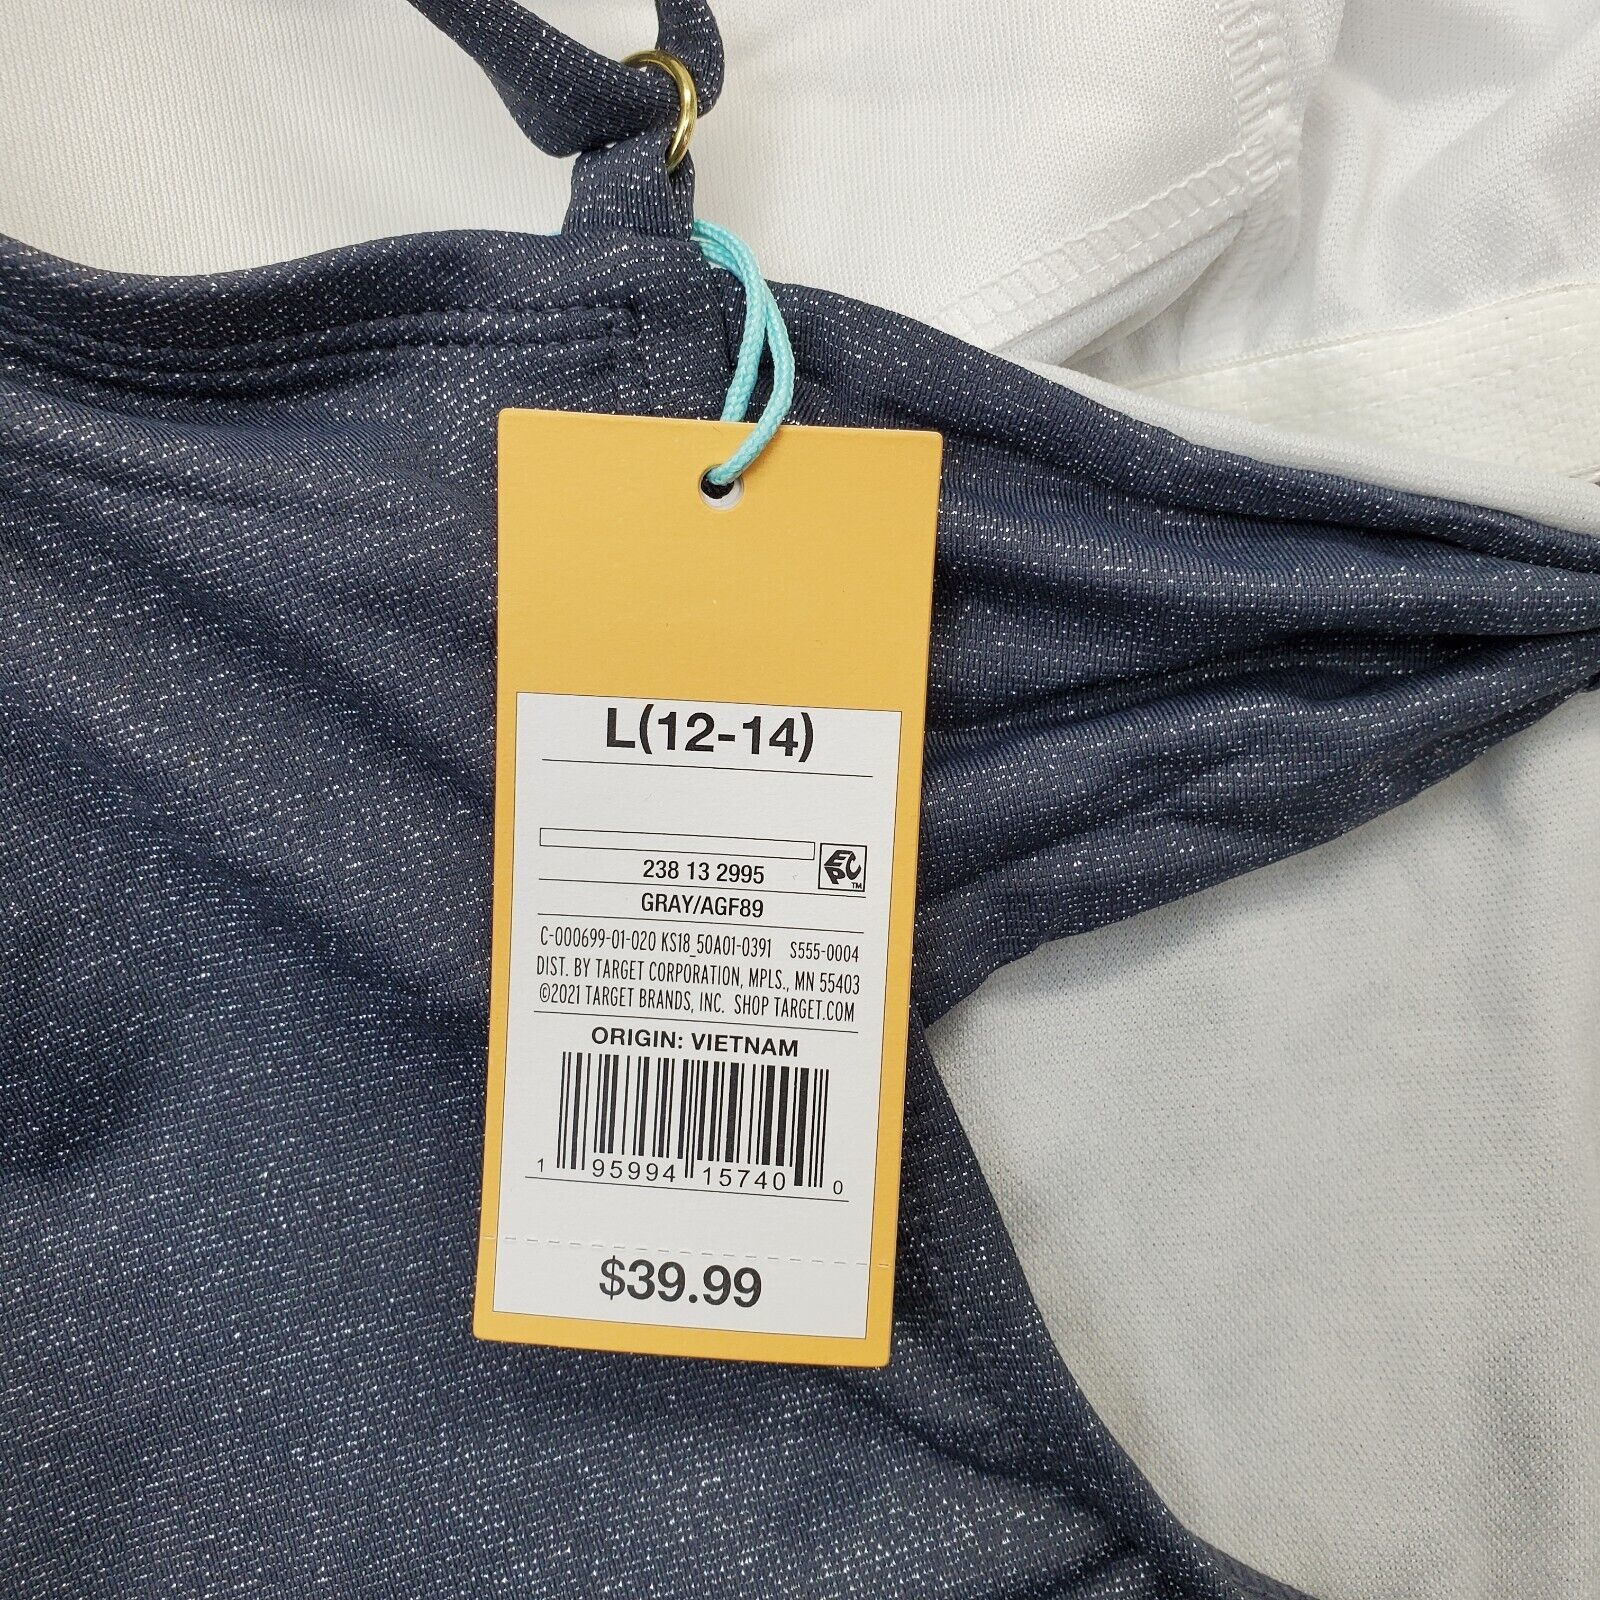 L(12-14)
238 13 2995
EPC™
GRAY/AGF89
C-000699-01-020 KS18_50A01-0391 S555-0004
DIST. BY TARGET CORPORATION, MPLS., MN 55403
©2021 TARGET BRANDS, INC. SHOP TARGET.COM
ORIGIN: VIETNAM
1 95994 15740 0
$39.99